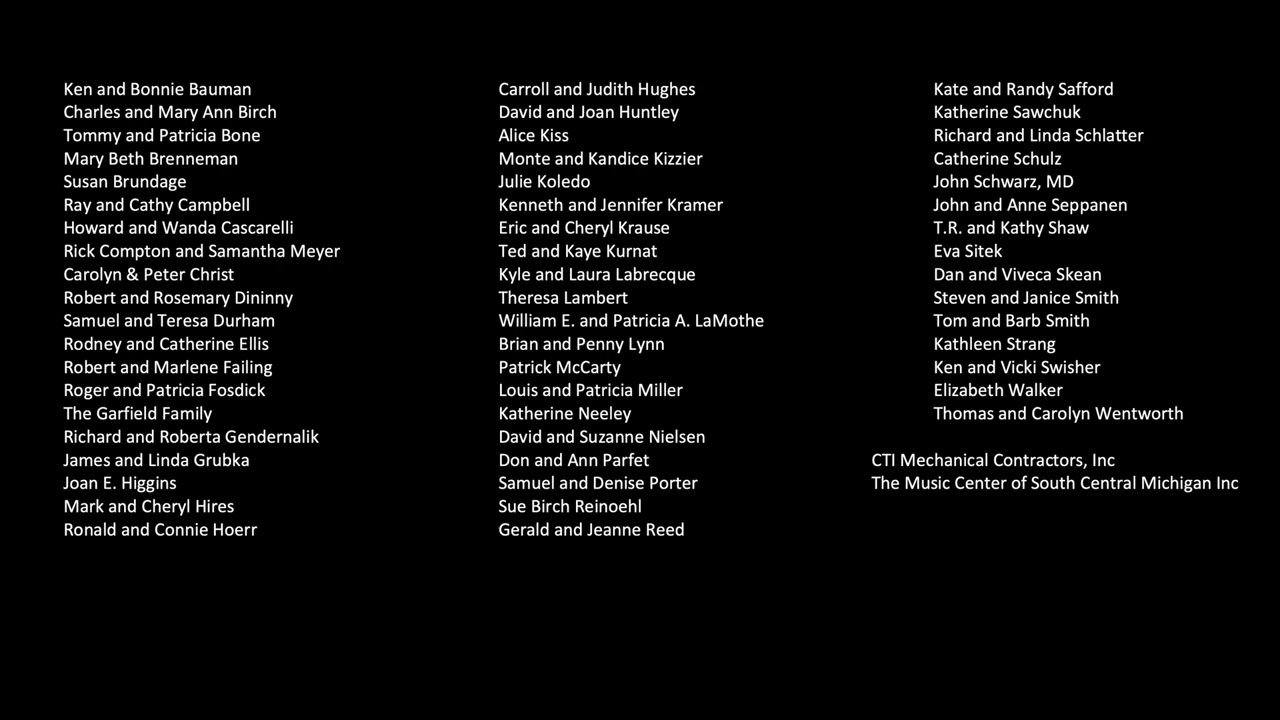 Ken and Bonnie Bauman
Charles and Mary Ann Birch
Tommy and Patricia Bone
Mary Beth Brenneman
Susan Brundage
Ray and Cathy Campbell
Howard and Wanda Cascarelli
Rick Compton and Samantha Meyer
Carolyn & Peter Christ
Robert and Rosemary Dininny
Samuel and Teresa Durham
Rodney and Catherine Ellis
Robert and Marlene Failing
Roger and Patricia Fosdick
The Garfield Family
Richard and Roberta Gendernalik
James and Linda Grubka
Joan E. Higgins
Mark and Cheryl Hires
Ronald and Connie Hoerr
Carroll and Judith Hughes
David and Joan Huntley
Alice Kiss
Monte and Kandice Kizzier
Julie Koledo
Kenneth and Jennifer Kramer
Eric and Cheryl Krause
Ted and Kaye Kurnat
Kyle and Laura Labrecque
Theresa Lambert
William E. and Patricia A. LaMothe
Brian and Penny Lynn
Patrick McCarty
Louis and Patricia Miller
Katherine Neeley
David and Suzanne Nielsen
Don and Ann Parfet
Samuel and Denise Porter
Sue Birch Reinoehl
Gerald and Jeanne Reed
Kate and Randy Safford
Katherine Sawchuk
Richard and Linda Schlatter
Catherine Schulz
John Schwarz, MD
John and Anne Seppanen
T.R. and Kathy Shaw
Eva Sitek
Dan and Viveca Skean
Steven and Janice Smith
Tom and Barb Smith
Kathleen Strang
Ken and Vicki Swisher
Elizabeth Walker
Thomas and Carolyn Wentworth
CTI Mechanical Contractors, Inc
The Music Center of South Central Michigan Inc